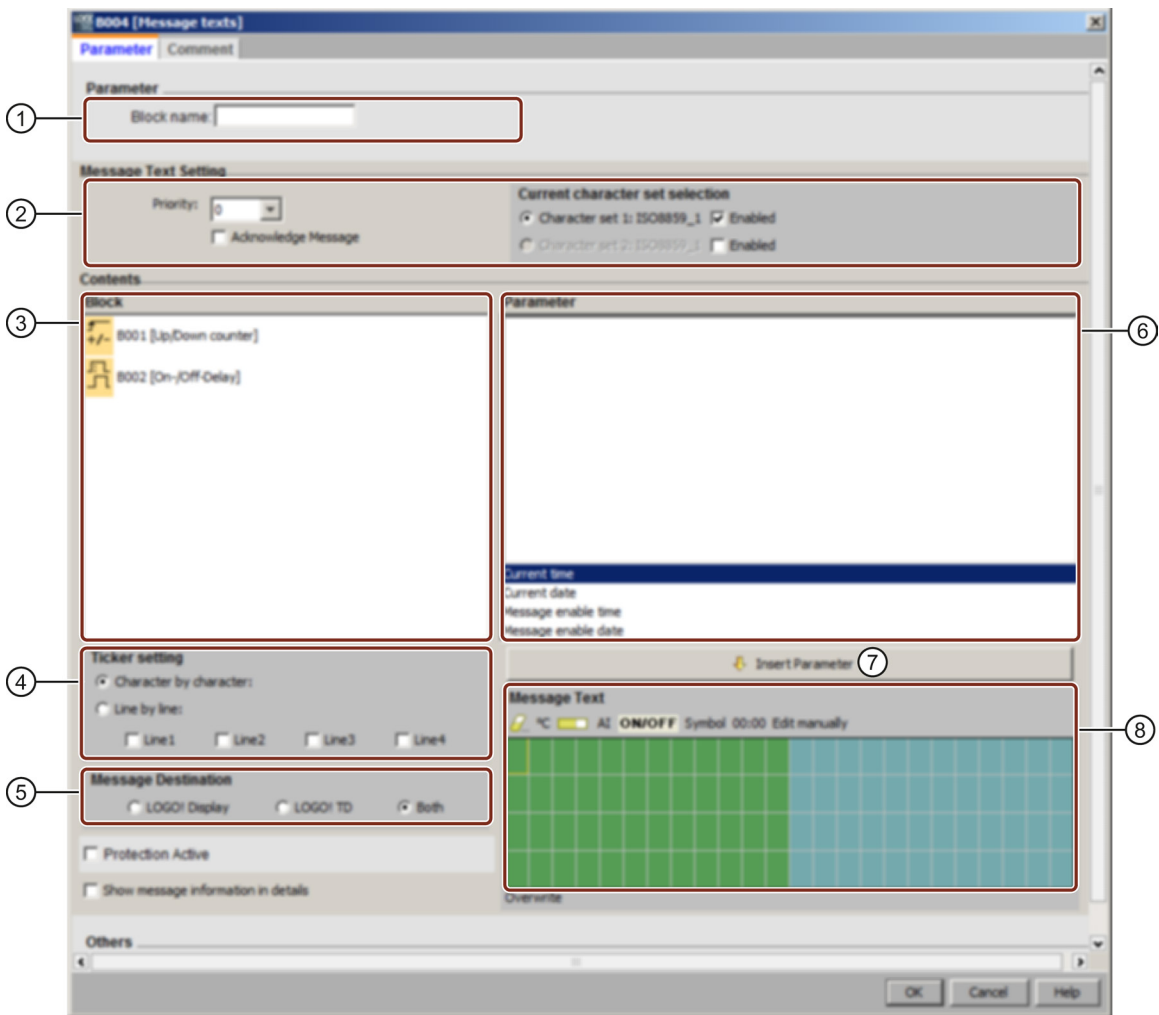 B004 [Message texts]
Parameter Comment
Parameter
1
Block name:
Message Text Setting
2
Priority: 0
Acknowledge Message
Current character set selection
Character set 1: ISO8859_1 Enabled
Character set 2: ISO8859_1 Enabled
Contents
Block
3
B001 [Up/Down counter]
B002 [On-/Off-Delay]
Parameter
6
Current time
Current date
Message enable time
Message enable date
Ticker setting
4
Character by character:
Line by line:
Line1 Line2 Line3 Line4
Insert Parameter 7
Message Text
°C AI ON/OFF Symbol 00:00 Edit manually
8
Message Destination
5
LOGO! Display LOGO! TD Both
Protection Active
Show message information in details
Overwrite
Others
OK Cancel Help